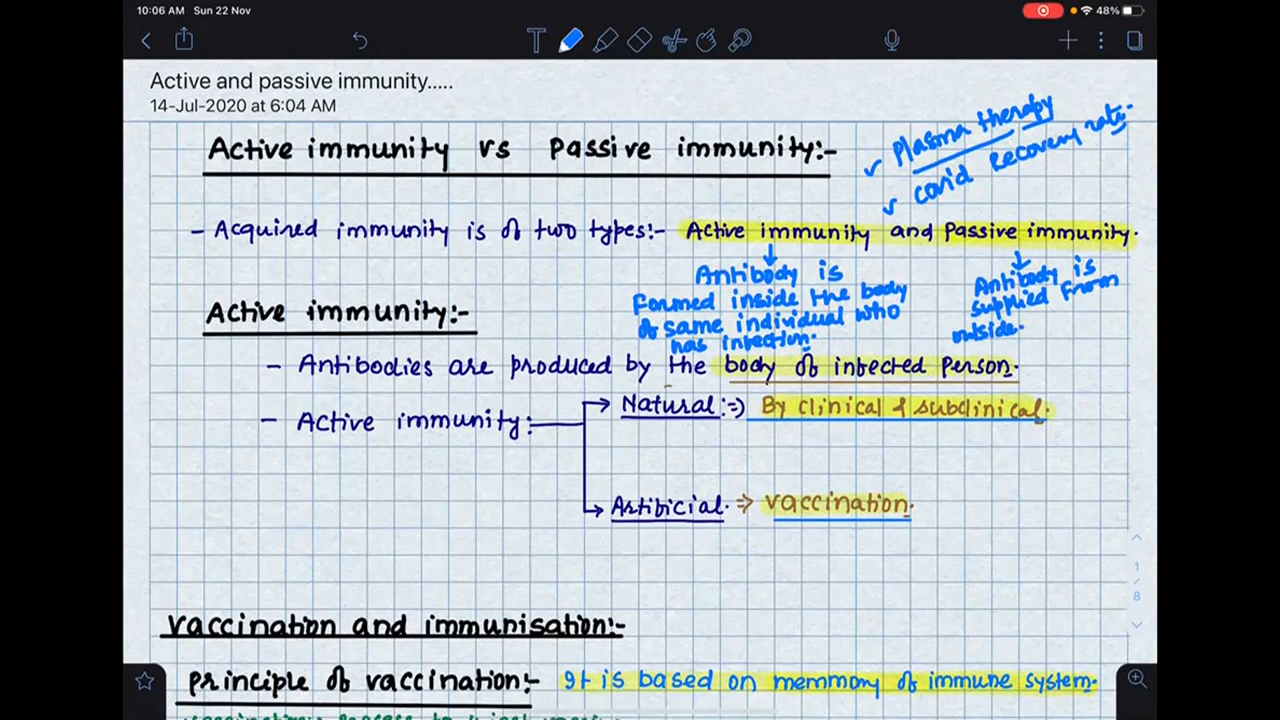 10:06 AM Sun 22 Nov
48%
Active and passive immunity.....
14-Jul-2020 at 6:04 AM
Active immunity vs Passive immunity:-
Plasma therapy
covid Recovery rate.
- Acquired immunity is of two types:- Active immunity and Passive immunity.
Antibody is
formed inside the body
of same individual who
has infection.
Antibody is
supplied from
outside.
Active immunity:-
- Antibodies are produced by the body of infected person.
- Active immunity:
Natural:⇒) By clinical & subclinical.
Artificial. ⇒ vaccination.
1
/
8
vaccination and immunisation:-
principle of vaccination:- It is based on memmory of immune system.